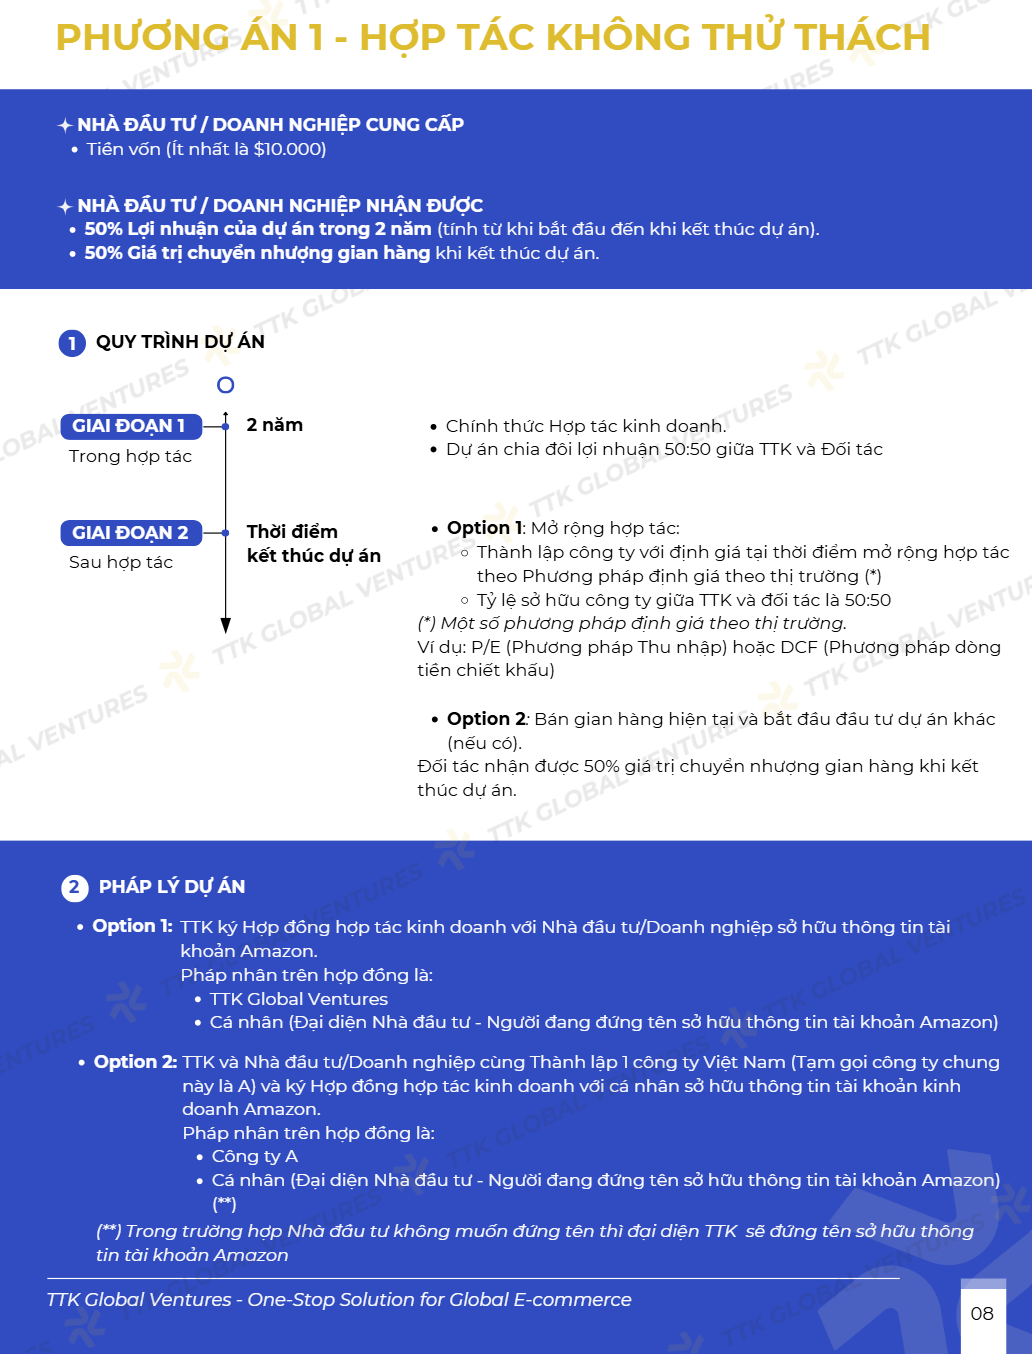 PHƯƠNG ÁN 1 - HỢP TÁC KHÔNG THỬ THÁCH
NHÀ ĐẦU TƯ / DOANH NGHIỆP CUNG CẤP
• Tiền vốn (Ít nhất là $10.000)
NHÀ ĐẦU TƯ / DOANH NGHIỆP NHẬN ĐƯỢC
• 50% Lợi nhuận của dự án trong 2 năm (tính từ khi bắt đầu đến khi kết thúc dự án).
• 50% Giá trị chuyển nhượng gian hàng khi kết thúc dự án.
1 QUY TRÌNH DỰ ÁN
GIAI ĐOẠN 1
Trong hợp tác
2 năm
• Chính thức Hợp tác kinh doanh.
• Dự án chia đôi lợi nhuận 50:50 giữa TTK và Đối tác
GIAI ĐOẠN 2
Sau hợp tác
Thời điểm
kết thúc dự án
• Option 1: Mở rộng hợp tác:
○ Thành lập công ty với định giá tại thời điểm mở rộng hợp tác
theo Phương pháp định giá theo thị trường (*)
○ Tỷ lệ sở hữu công ty giữa TTK và đối tác là 50:50
(*) Một số phương pháp định giá theo thị trường.
Ví dụ: P/E (Phương pháp Thu nhập) hoặc DCF (Phương pháp dòng
tiền chiết khấu)
• Option 2: Bán gian hàng hiện tại và bắt đầu đầu tư dự án khác
(nếu có).
Đối tác nhận được 50% giá trị chuyển nhượng gian hàng khi kết
thúc dự án.
2 PHÁP LÝ DỰ ÁN
• Option 1: TTK ký Hợp đồng hợp tác kinh doanh với Nhà đầu tư/Doanh nghiệp sở hữu thông tin tài
khoản Amazon.
Pháp nhân trên hợp đồng là:
• TTK Global Ventures
• Cá nhân (Đại diện Nhà đầu tư - Người đang đứng tên sở hữu thông tin tài khoản Amazon)
• Option 2: TTK và Nhà đầu tư/Doanh nghiệp cùng Thành lập 1 công ty Việt Nam (Tạm gọi công ty chung
này là A) và ký Hợp đồng hợp tác kinh doanh với cá nhân sở hữu thông tin tài khoản kinh
doanh Amazon.
Pháp nhân trên hợp đồng là:
• Công ty A
• Cá nhân (Đại diện Nhà đầu tư - Người đang đứng tên sở hữu thông tin tài khoản Amazon)
(**)
(**) Trong trường hợp Nhà đầu tư không muốn đứng tên thì đại diện TTK sẽ đứng tên sở hữu thông
tin tài khoản Amazon
TTK Global Ventures - One-Stop Solution for Global E-commerce
08